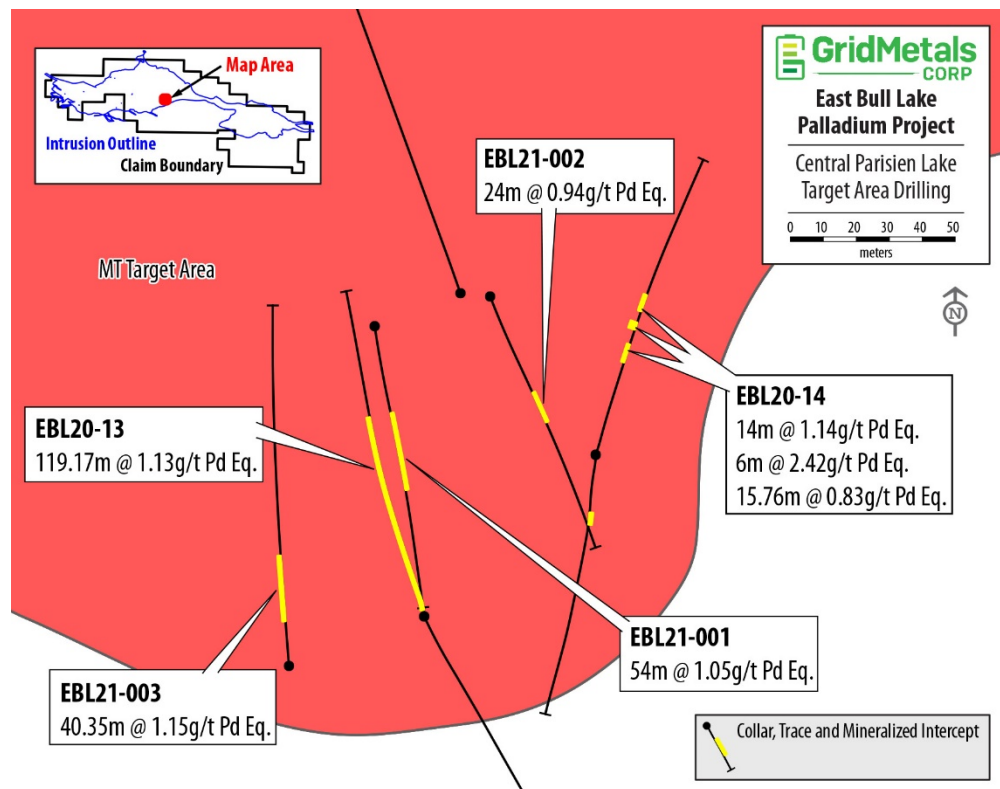 Map Area
Intrusion Outline
Claim Boundary
GridMetals
CORP
East Bull Lake
Palladium Project
Central Parisien Lake
Target Area Drilling
0 10 20 30 40 50
meters
N
EBL21-002
24m @ 0.94g/t Pd Eq.
MT Target Area
EBL20-13
119.17m @ 1.13g/t Pd Eq.
EBL20-14
14m @ 1.14g/t Pd Eq.
6m @ 2.42g/t Pd Eq.
15.76m @ 0.83g/t Pd Eq.
EBL21-001
54m @ 1.05g/t Pd Eq.
EBL21-003
40.35m @ 1.15g/t Pd Eq.
Collar, Trace and Mineralized Intercept